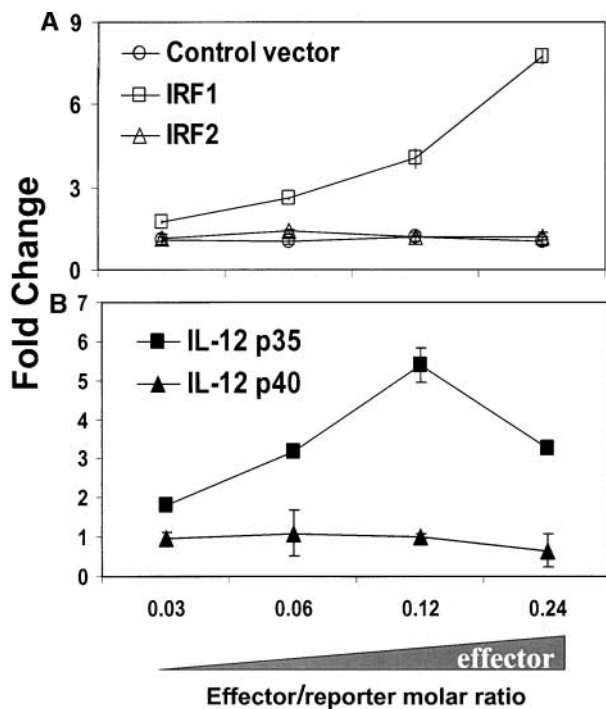 A
9
6
3
0
Control vector
IRF1
IRF2
Fold Change
B
7
6
5
4
3
2
1
0
IL-12 p35
IL-12 p40
0.03 0.06 0.12 0.24
effector
Effector/reporter molar ratio